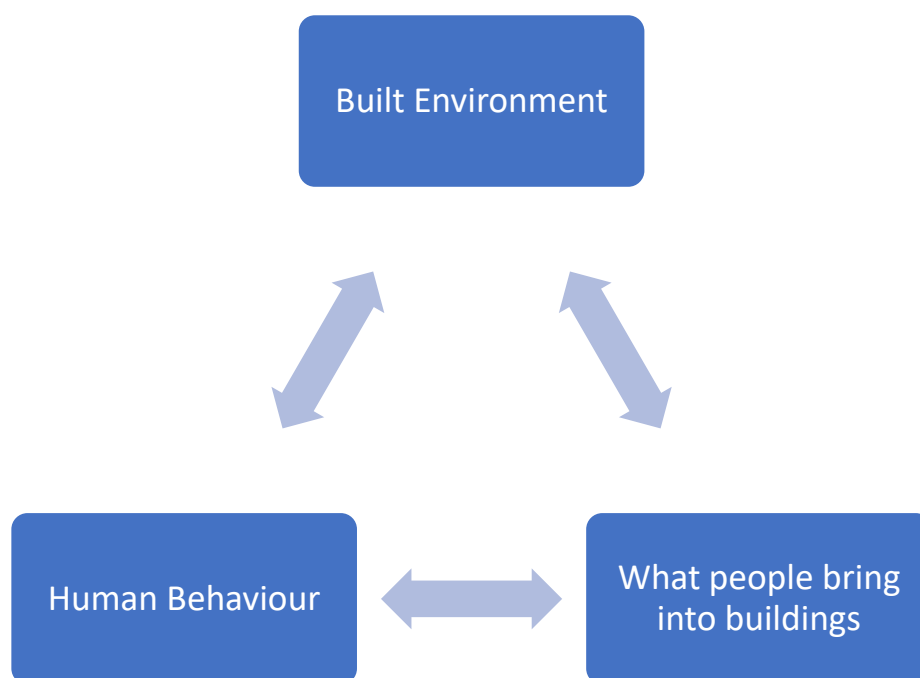 Built Environment
Human Behaviour
What people bring
into buildings